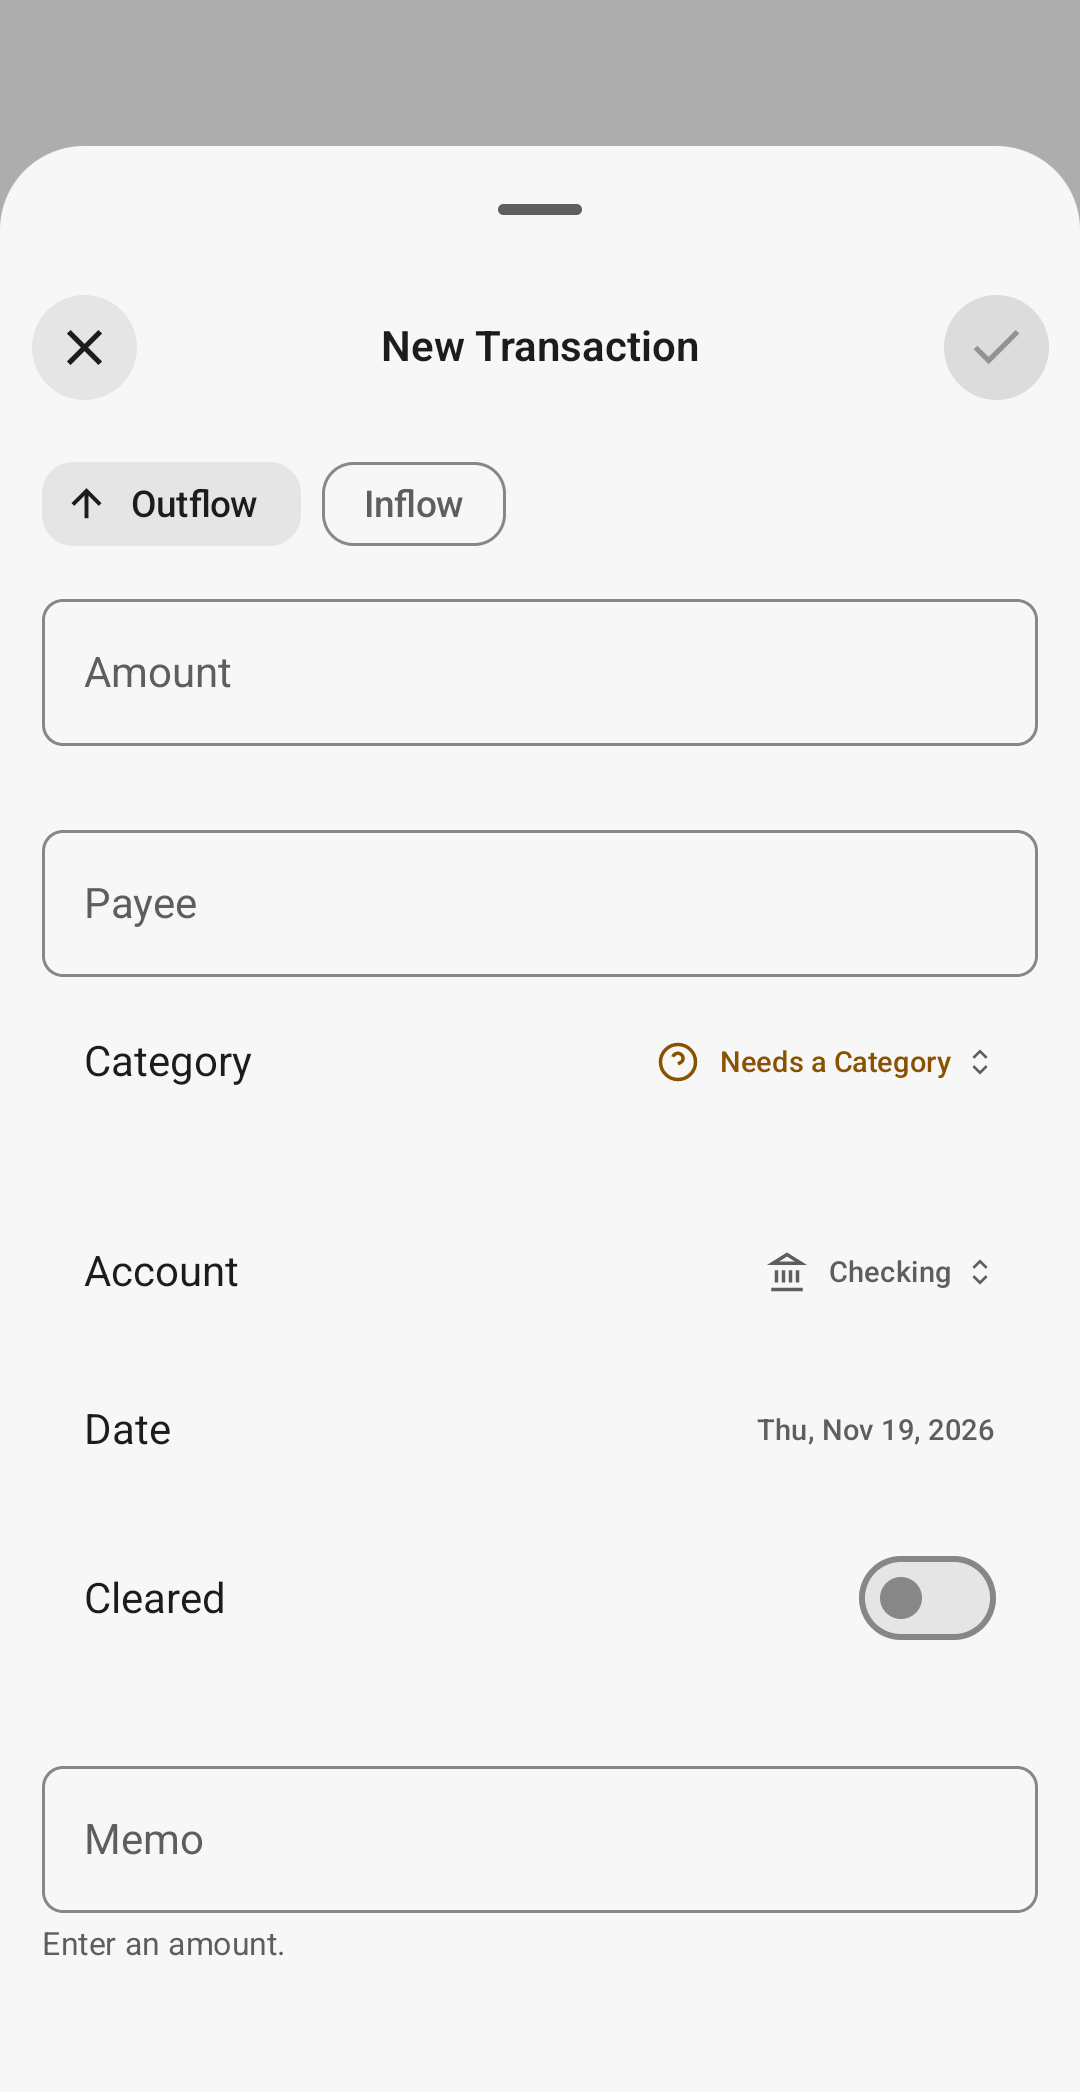 New Transaction
Outflow
Inflow
Amount
Payee
Category
Needs a Category
Account
Checking
Date
Thu, Nov 19, 2026
Cleared
Memo
Enter an amount.